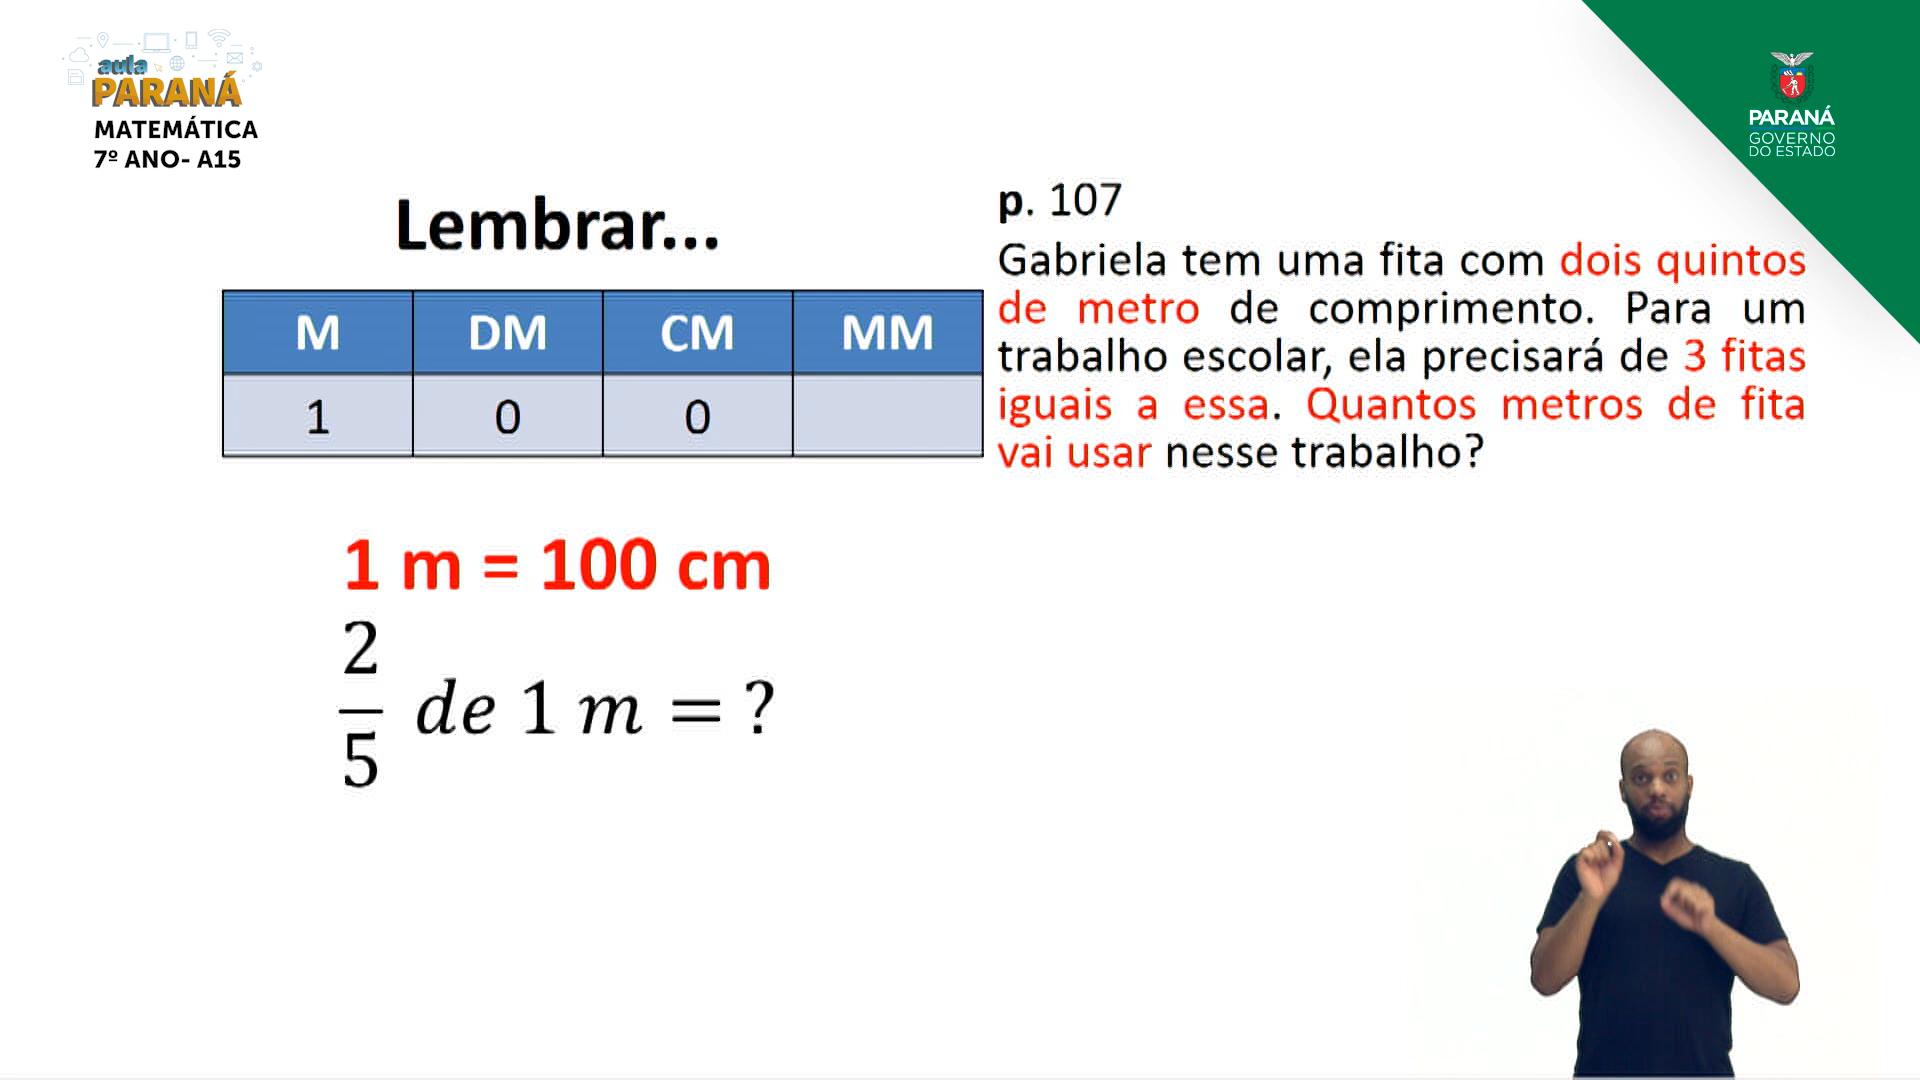 aula
PARANÁ
MATEMÁTICA
7º ANO- A15
PARANÁ
GOVERNO
DO ESTADO
Lembrar...
M DM CM MM
1 0 0
1 m = 100 cm
2/5 de 1 m = ?
p. 107
Gabriela tem uma fita com dois quintos
de metro de comprimento. Para um
trabalho escolar, ela precisará de 3 fitas
iguais a essa. Quantos metros de fita
vai usar nesse trabalho?